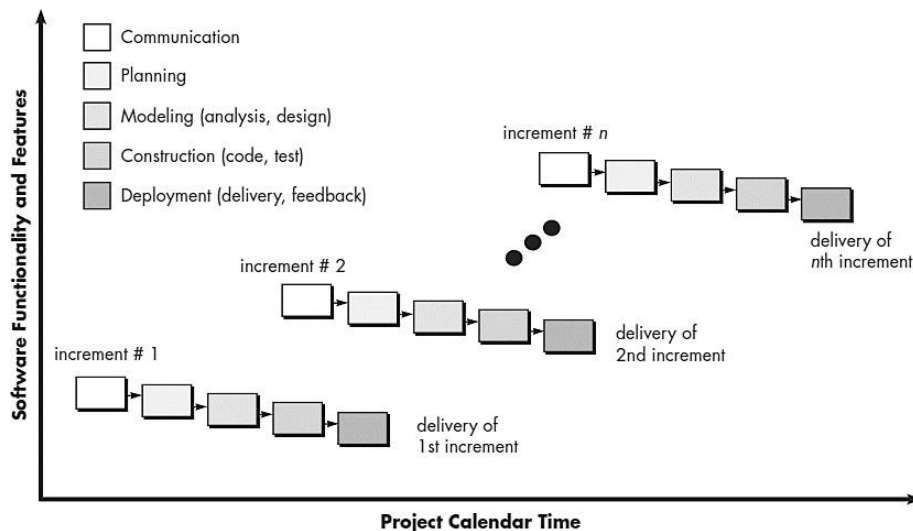 Software Functionality and Features
Communication
Planning
Modeling (analysis, design)
Construction (code, test)
Deployment (delivery, feedback)
increment # n
delivery of
nth increment
increment # 2
delivery of
2nd increment
increment # 1
delivery of
1st increment
Project Calendar Time